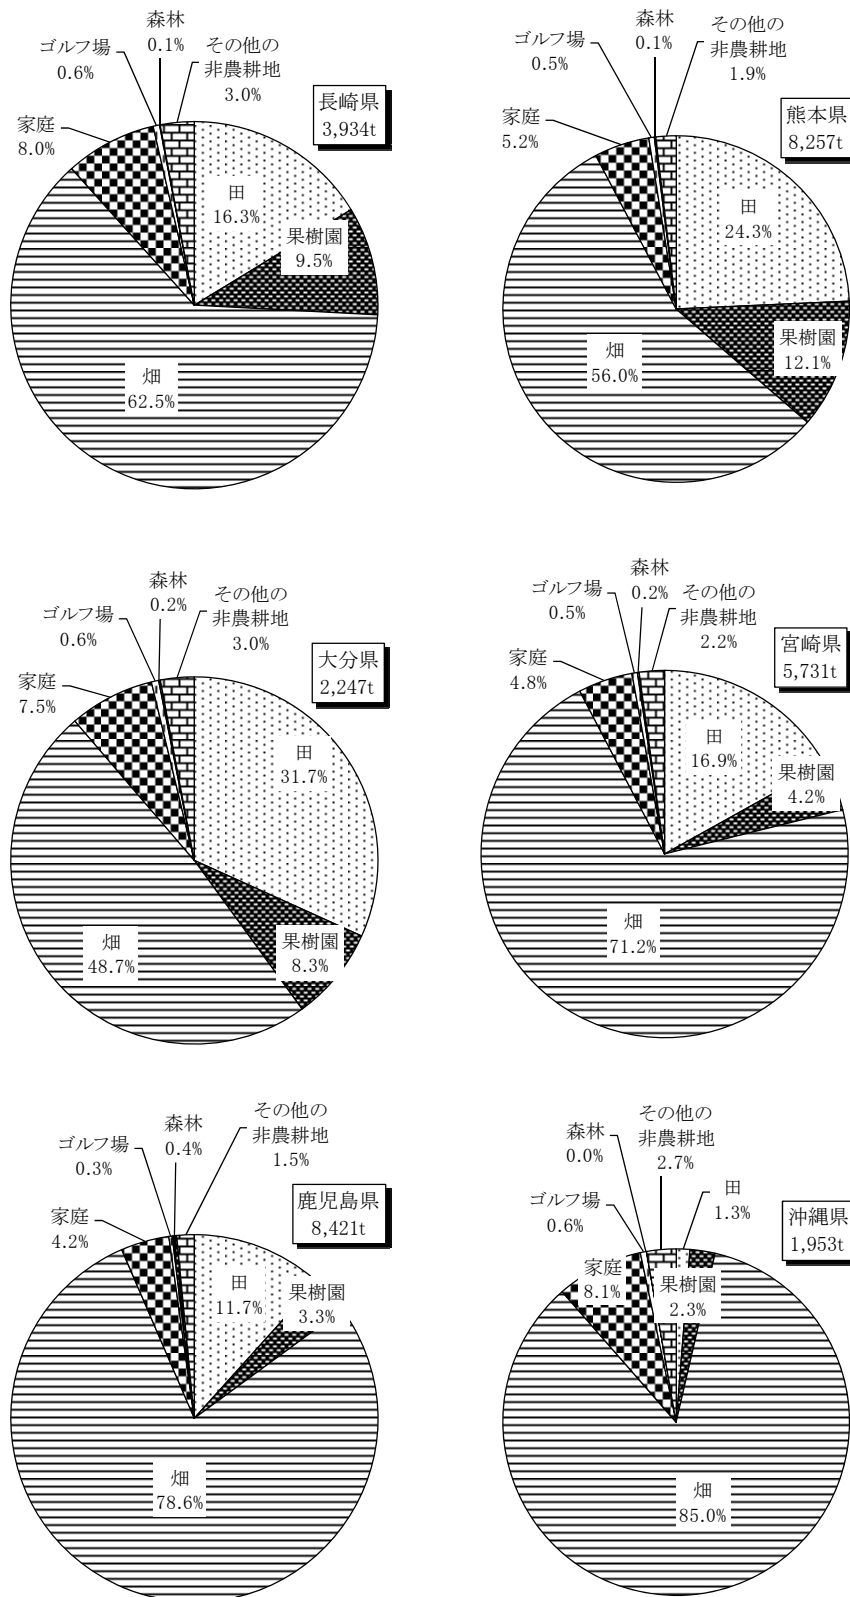 森林
0.1%
ゴルフ場
0.6%
その他の
非農耕地
3.0%
長崎県
3,934t
家庭
8.0%
田
16.3%
果樹園
9.5%
畑
62.5%
森林
0.1%
ゴルフ場
0.5%
その他の
非農耕地
1.9%
熊本県
8,257t
家庭
5.2%
田
24.3%
果樹園
12.1%
畑
56.0%
森林
0.2%
ゴルフ場
0.6%
その他の
非農耕地
3.0%
大分県
2,247t
家庭
7.5%
田
31.7%
果樹園
8.3%
畑
48.7%
森林
0.2%
ゴルフ場
0.5%
その他の
非農耕地
2.2%
宮崎県
5,731t
家庭
4.8%
田
16.9%
果樹園
4.2%
畑
71.2%
森林
0.4%
ゴルフ場
0.3%
その他の
非農耕地
1.5%
鹿児島県
8,421t
家庭
4.2%
田
11.7%
果樹園
3.3%
畑
78.6%
その他の
非農耕地
2.7%
森林
0.0%
ゴルフ場
0.6%
田
1.3%
沖縄県
1,953t
家庭
8.1%
果樹園
2.3%
畑
85.0%